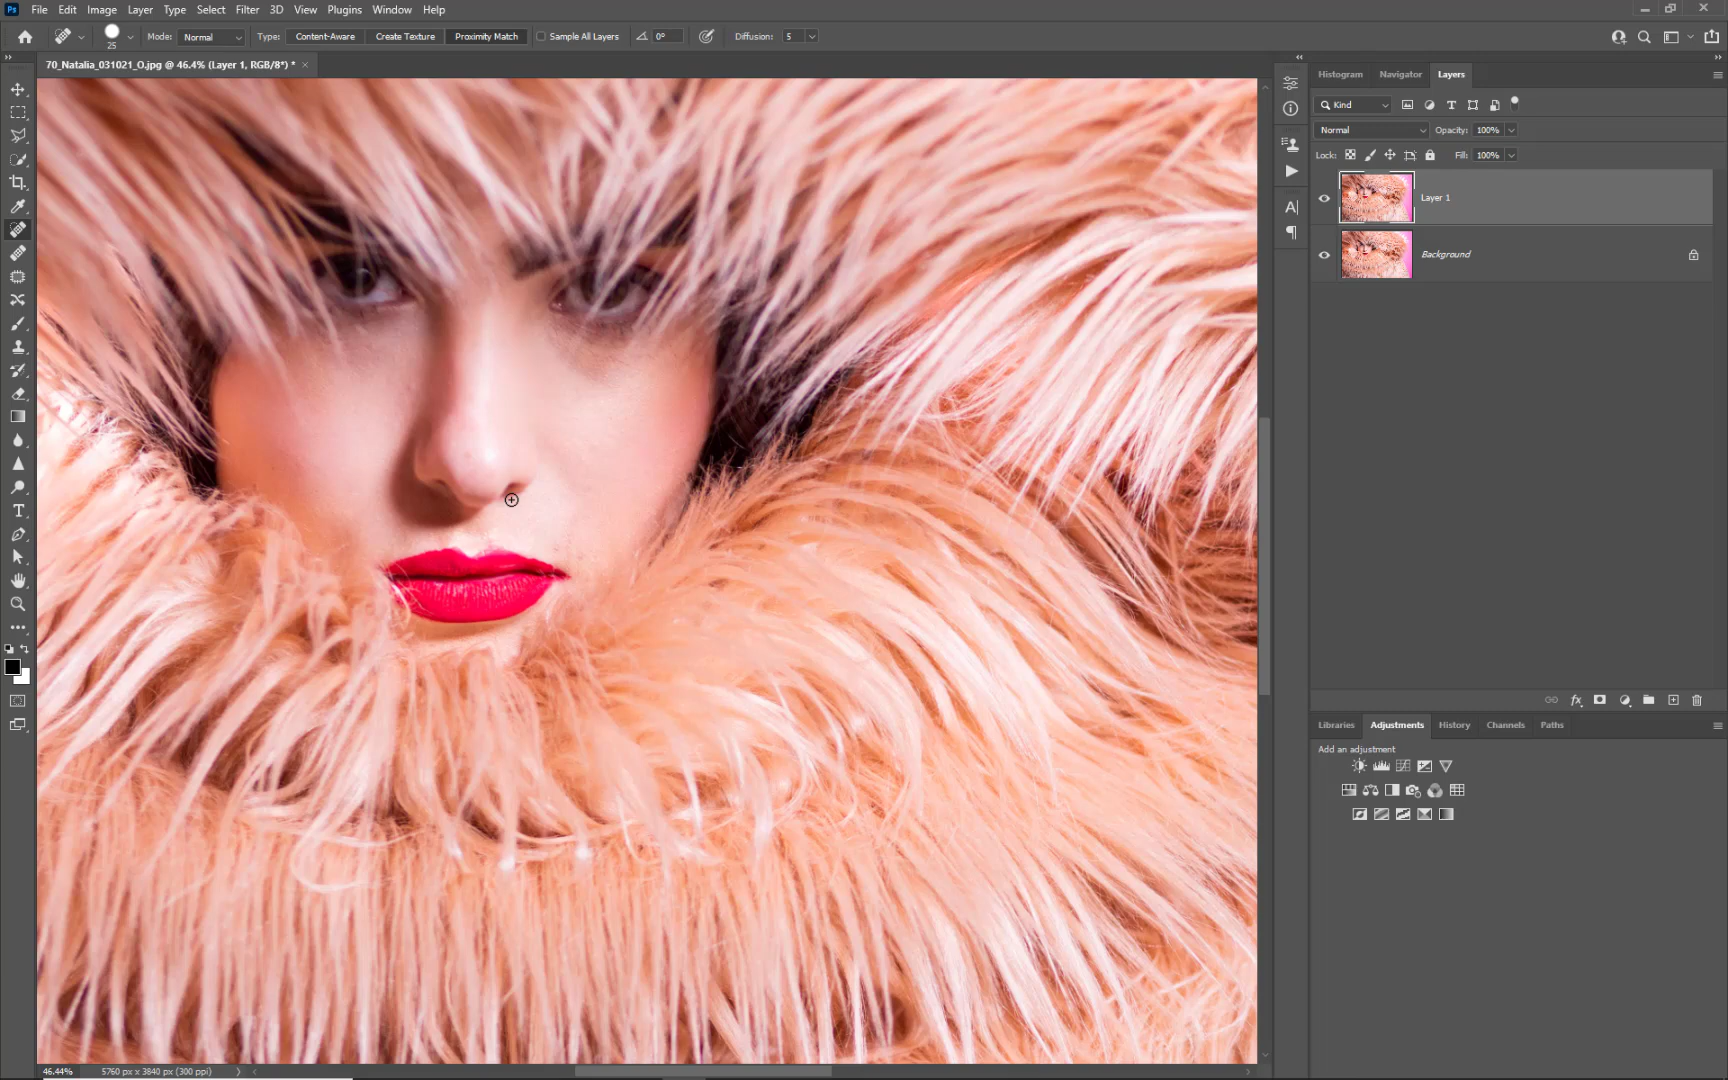 Ps File Edit Image Layer Type Select Filter 3D View Plugins Window Help
25 Mode: Normal Type: Content-Aware Create Texture Proximity Match Sample All Layers 0° Diffusion: 5
70_Natalia_031021_O.jpg @ 46.4% (Layer 1, RGB/8*) *
Histogram Navigator Layers
Kind
Normal Opacity: 100%
Lock: Fill: 100%
Layer 1
Background
Libraries Adjustments History Channels Paths
Add an adjustment
46.44% 5760 px x 3840 px (300 ppi)